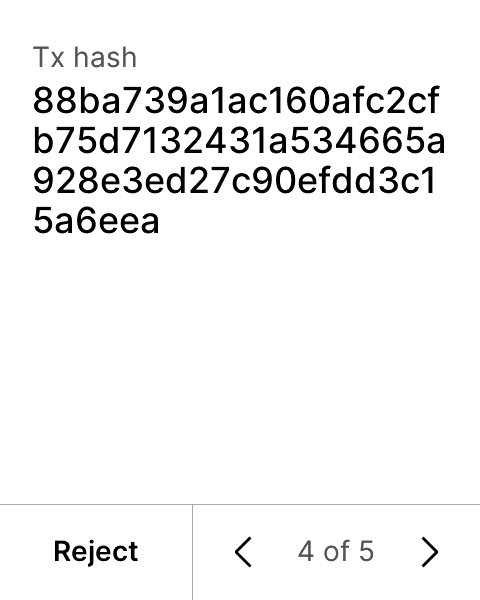 Tx hash
88ba739a1ac160afc2cf
b75d7132431a534665a
928e3ed27c90efdd3c1
5a6eea
Reject
4 of 5